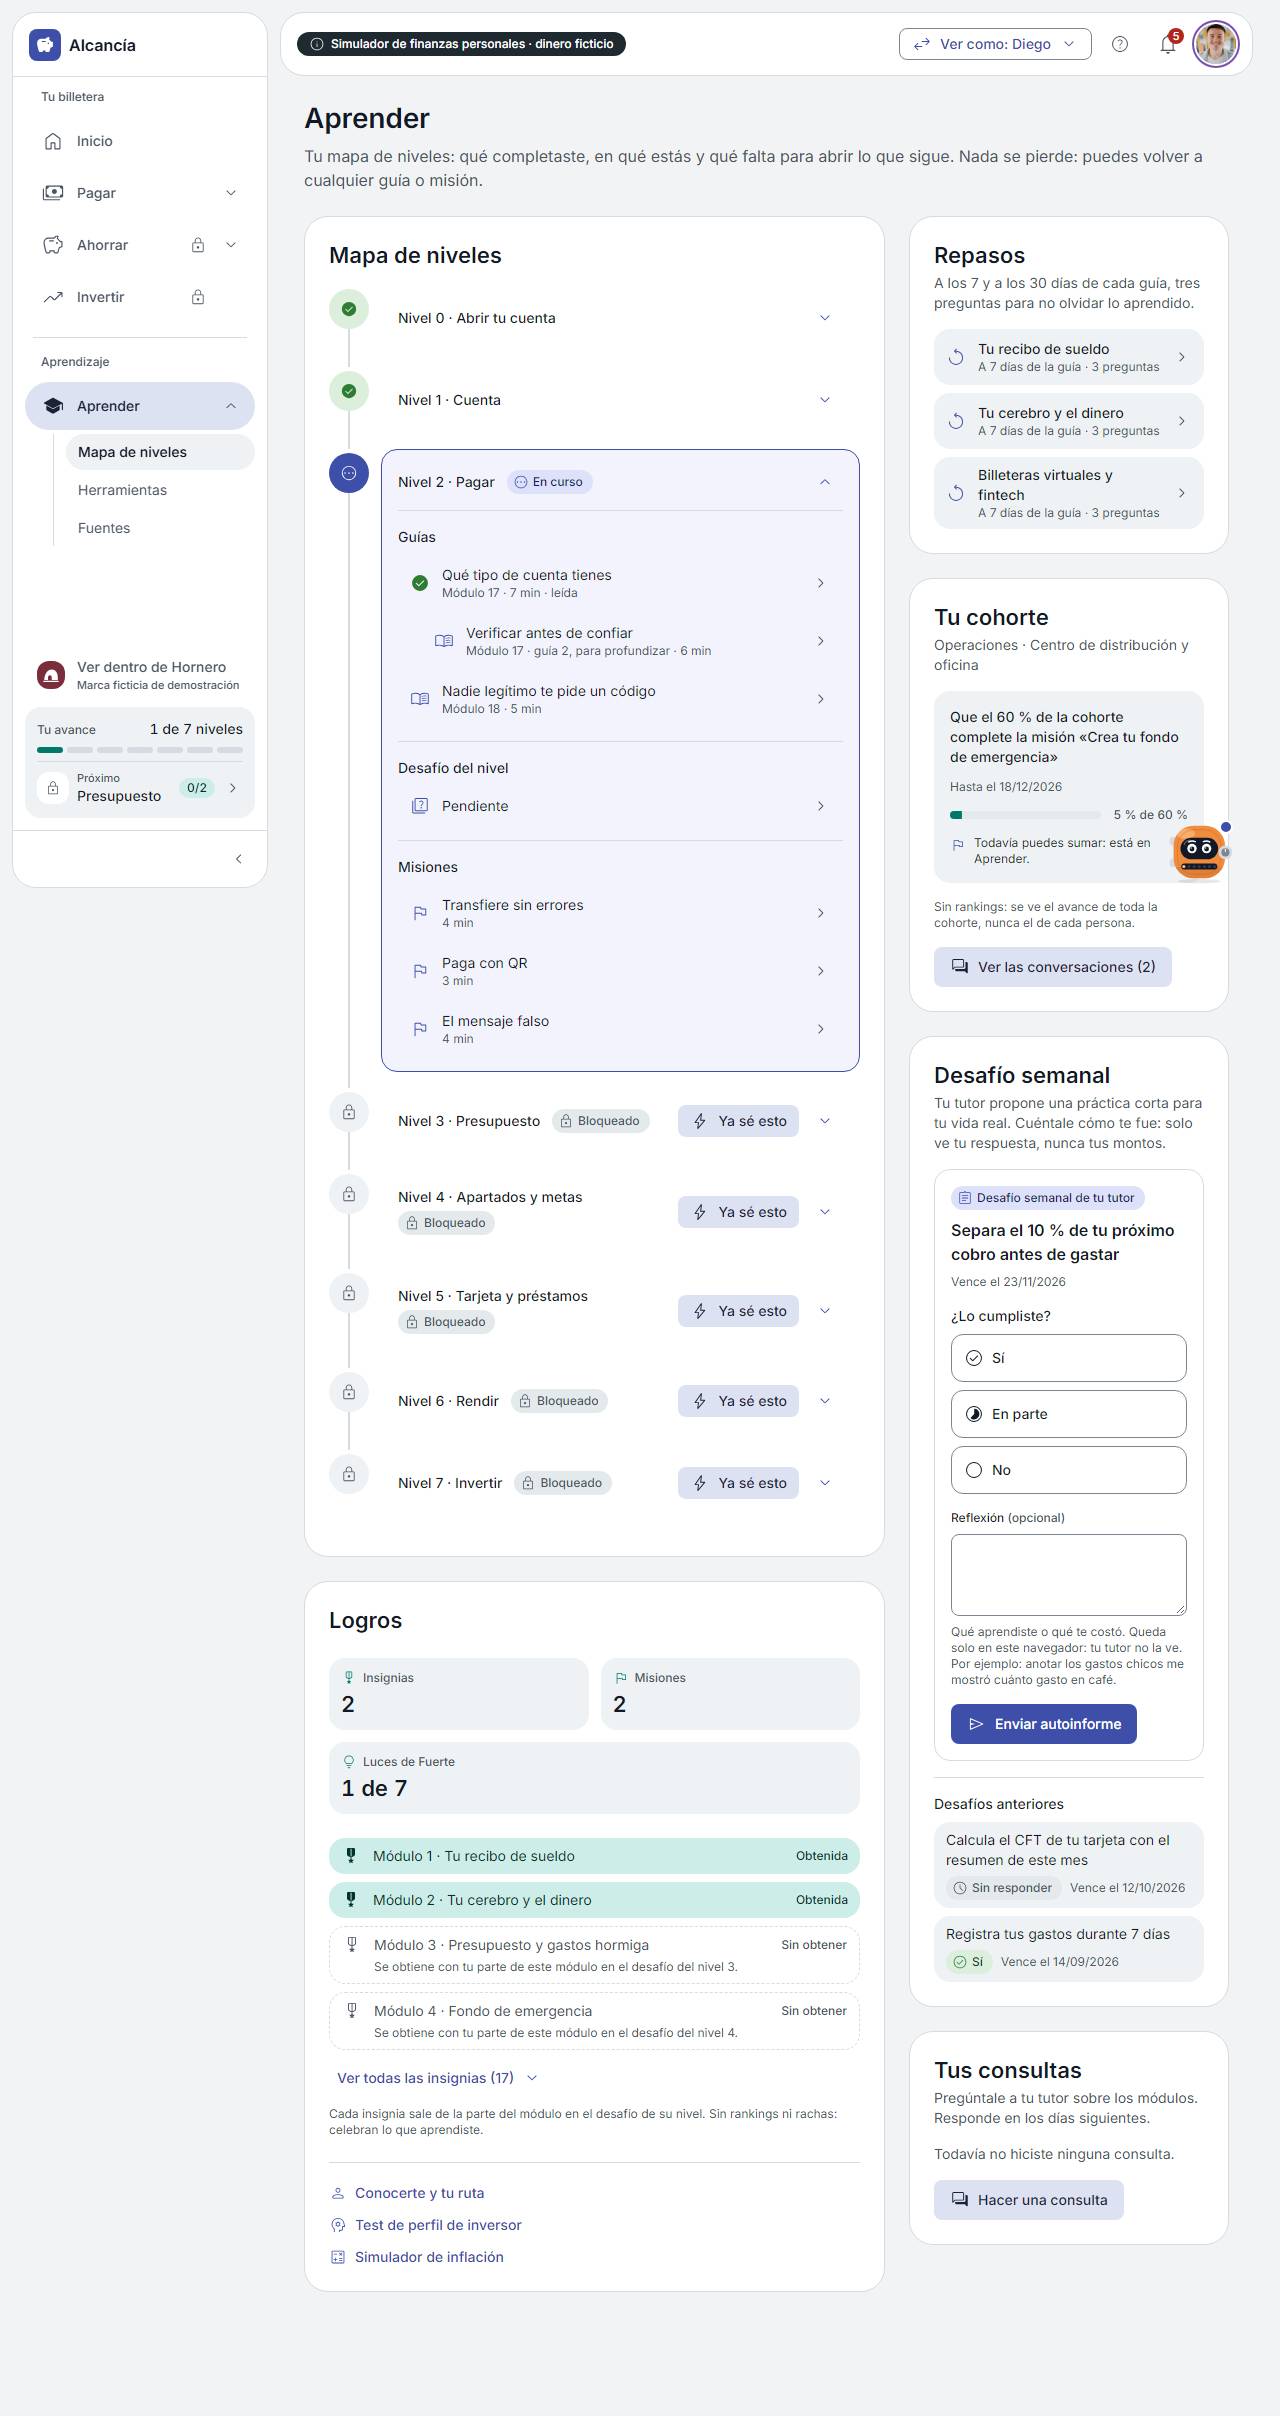 Alcancía
Tu billetera
Inicio
Pagar
Ahorrar
Invertir
Aprendizaje
Aprender
Mapa de niveles
Herramientas
Fuentes
Ver dentro de Hornero
Marca ficticia de demostración
Tu avance
1 de 7 niveles
Próximo
Presupuesto
0/2
Simulador de finanzas personales · dinero ficticio
Ver como: Diego
5
Aprender
Tu mapa de niveles: qué completaste, en qué estás y qué falta para abrir lo que sigue. Nada se pierde: puedes volver a
cualquier guía o misión.
Mapa de niveles
Nivel 0 · Abrir tu cuenta
Nivel 1 · Cuenta
Nivel 2 · Pagar
En curso
Guías
Qué tipo de cuenta tienes
Módulo 17 · 7 min · leída
Verificar antes de confiar
Módulo 17 · guía 2, para profundizar · 6 min
Nadie legítimo te pide un código
Módulo 18 · 5 min
Desafío del nivel
Pendiente
Misiones
Transfiere sin errores
4 min
Paga con QR
3 min
El mensaje falso
4 min
Nivel 3 · Presupuesto
Bloqueado
Ya sé esto
Nivel 4 · Apartados y metas
Bloqueado
Ya sé esto
Nivel 5 · Tarjeta y préstamos
Bloqueado
Ya sé esto
Nivel 6 · Rendir
Bloqueado
Ya sé esto
Nivel 7 · Invertir
Bloqueado
Ya sé esto
Logros
Insignias
2
Misiones
2
Luces de Fuerte
1 de 7
Módulo 1 · Tu recibo de sueldo
Obtenida
Módulo 2 · Tu cerebro y el dinero
Obtenida
Módulo 3 · Presupuesto y gastos hormiga
Sin obtener
Se obtiene con tu parte de este módulo en el desafío del nivel 3.
Módulo 4 · Fondo de emergencia
Sin obtener
Se obtiene con tu parte de este módulo en el desafío del nivel 4.
Ver todas las insignias (17)
Cada insignia sale de la parte del módulo en el desafío de su nivel. Sin rankings ni rachas:
celebran lo que aprendiste.
Conocerte y tu ruta
Test de perfil de inversor
Simulador de inflación
Repasos
A los 7 y a los 30 días de cada guía, tres
preguntas para no olvidar lo aprendido.
Tu recibo de sueldo
A 7 días de la guía · 3 preguntas
Tu cerebro y el dinero
A 7 días de la guía · 3 preguntas
Billeteras virtuales y
fintech
A 7 días de la guía · 3 preguntas
Tu cohorte
Operaciones · Centro de distribución y
oficina
Que el 60 % de la cohorte
complete la misión «Crea tu fondo
de emergencia»
Hasta el 18/12/2026
5 % de 60 %
Todavía puedes sumar: está en
Aprender.
Sin rankings: se ve el avance de toda la
cohorte, nunca el de cada persona.
Ver las conversaciones (2)
Desafío semanal
Tu tutor propone una práctica corta para
tu vida real. Cuéntale cómo te fue: solo
ve tu respuesta, nunca tus montos.
Desafío semanal de tu tutor
Separa el 10 % de tu próximo
cobro antes de gastar
Vence el 23/11/2026
¿Lo cumpliste?
Sí
En parte
No
Reflexión (opcional)
Qué aprendiste o qué te costó. Queda
solo en este navegador: tu tutor no la ve.
Por ejemplo: anotar los gastos chicos me
mostró cuánto gasto en café.
Enviar autoinforme
Desafíos anteriores
Calcula el CFT de tu tarjeta con el
resumen de este mes
Sin responder
Vence el 12/10/2026
Registra tus gastos durante 7 días
Sí
Vence el 14/09/2026
Tus consultas
Pregúntale a tu tutor sobre los módulos.
Responde en los días siguientes.
Todavía no hiciste ninguna consulta.
Hacer una consulta